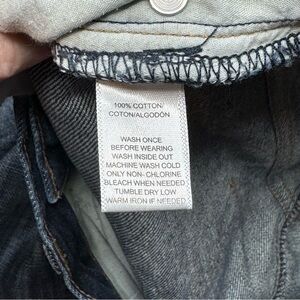 100% COTTON/
COTON/ALGODÓN
WASH ONCE
BEFORE WEARING
WASH INSIDE OUT
MACHINE WASH COLD
ONLY NON- CHLORINE
BLEACH WHEN NEEDED
TUMBLE DRY LOW
WARM IRON IF NEEDED